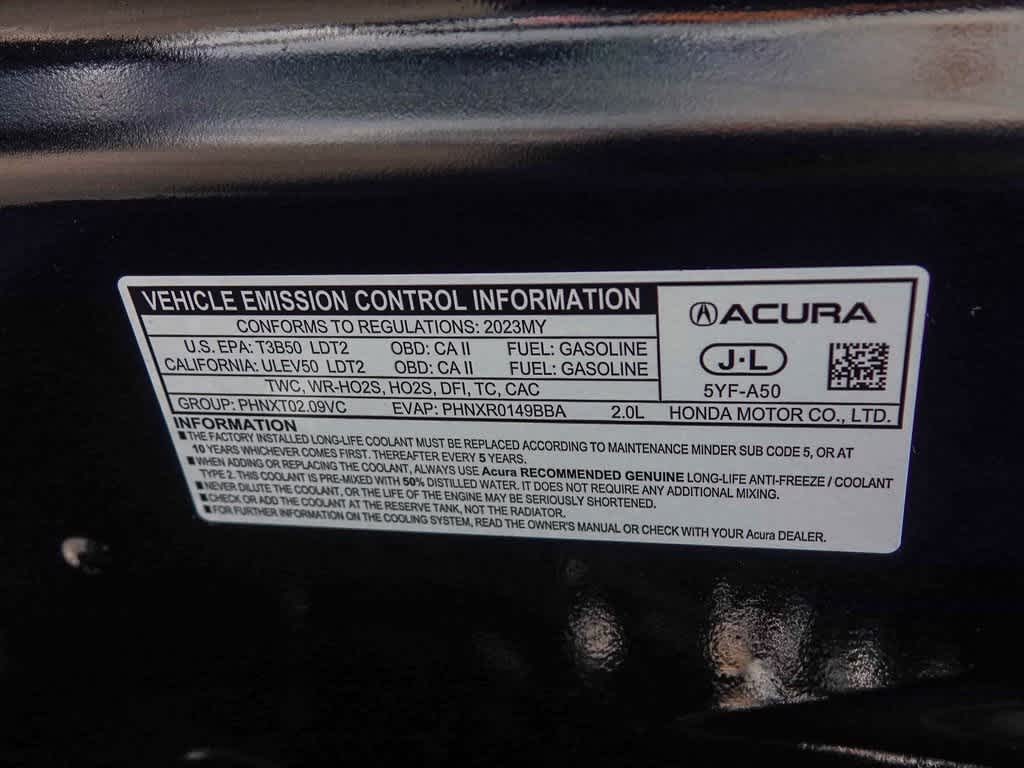 VEHICLE EMISSION CONTROL INFORMATION
CONFORMS TO REGULATIONS: 2023MY
U.S. EPA: T3B50 LDT2 OBD: CA II FUEL: GASOLINE
CALIFORNIA: ULEV50 LDT2 OBD: CA II FUEL: GASOLINE
TWC, WR-HO2S, HO2S, DFI, TC, CAC
GROUP: PHNXT02.09VC EVAP: PHNXR0149BBA 2.0L
ACURA
J·L
5YF-A50
HONDA MOTOR CO., LTD.
INFORMATION
■THE FACTORY INSTALLED LONG-LIFE COOLANT MUST BE REPLACED ACCORDING TO MAINTENANCE MINDER SUB CODE 5, OR AT
10 YEARS WHICHEVER COMES FIRST. THEREAFTER EVERY 5 YEARS.
■WHEN ADDING OR REPLACING THE COOLANT, ALWAYS USE Acura RECOMMENDED GENUINE LONG-LIFE ANTI-FREEZE / COOLANT
TYPE 2. THIS COOLANT IS PRE-MIXED WITH 50% DISTILLED WATER. IT DOES NOT REQUIRE ANY ADDITIONAL MIXING.
■NEVER DILUTE THE COOLANT, OR THE LIFE OF THE ENGINE MAY BE SERIOUSLY SHORTENED.
■CHECK OR ADD THE COOLANT AT THE RESERVE TANK, NOT THE RADIATOR.
■FOR FURTHER INFORMATION ON THE COOLING SYSTEM, READ THE OWNER'S MANUAL OR CHECK WITH YOUR Acura DEALER.